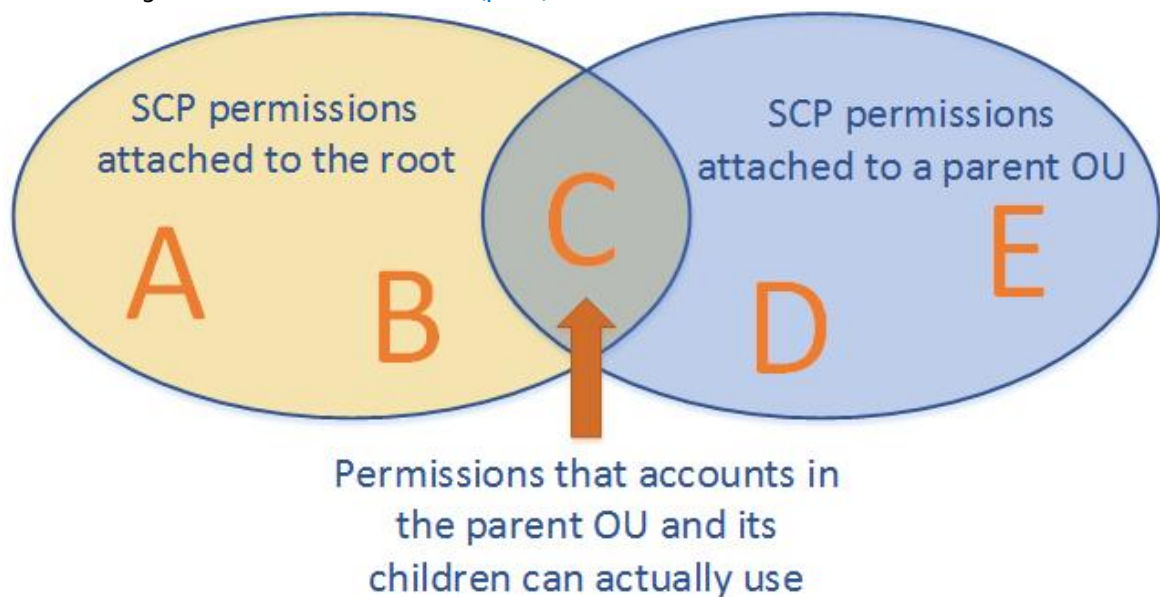 SCP permissions
attached to the root
SCP permissions
attached to a parent OU
A
B
C
D
E
Permissions that accounts in
the parent OU and its
children can actually use